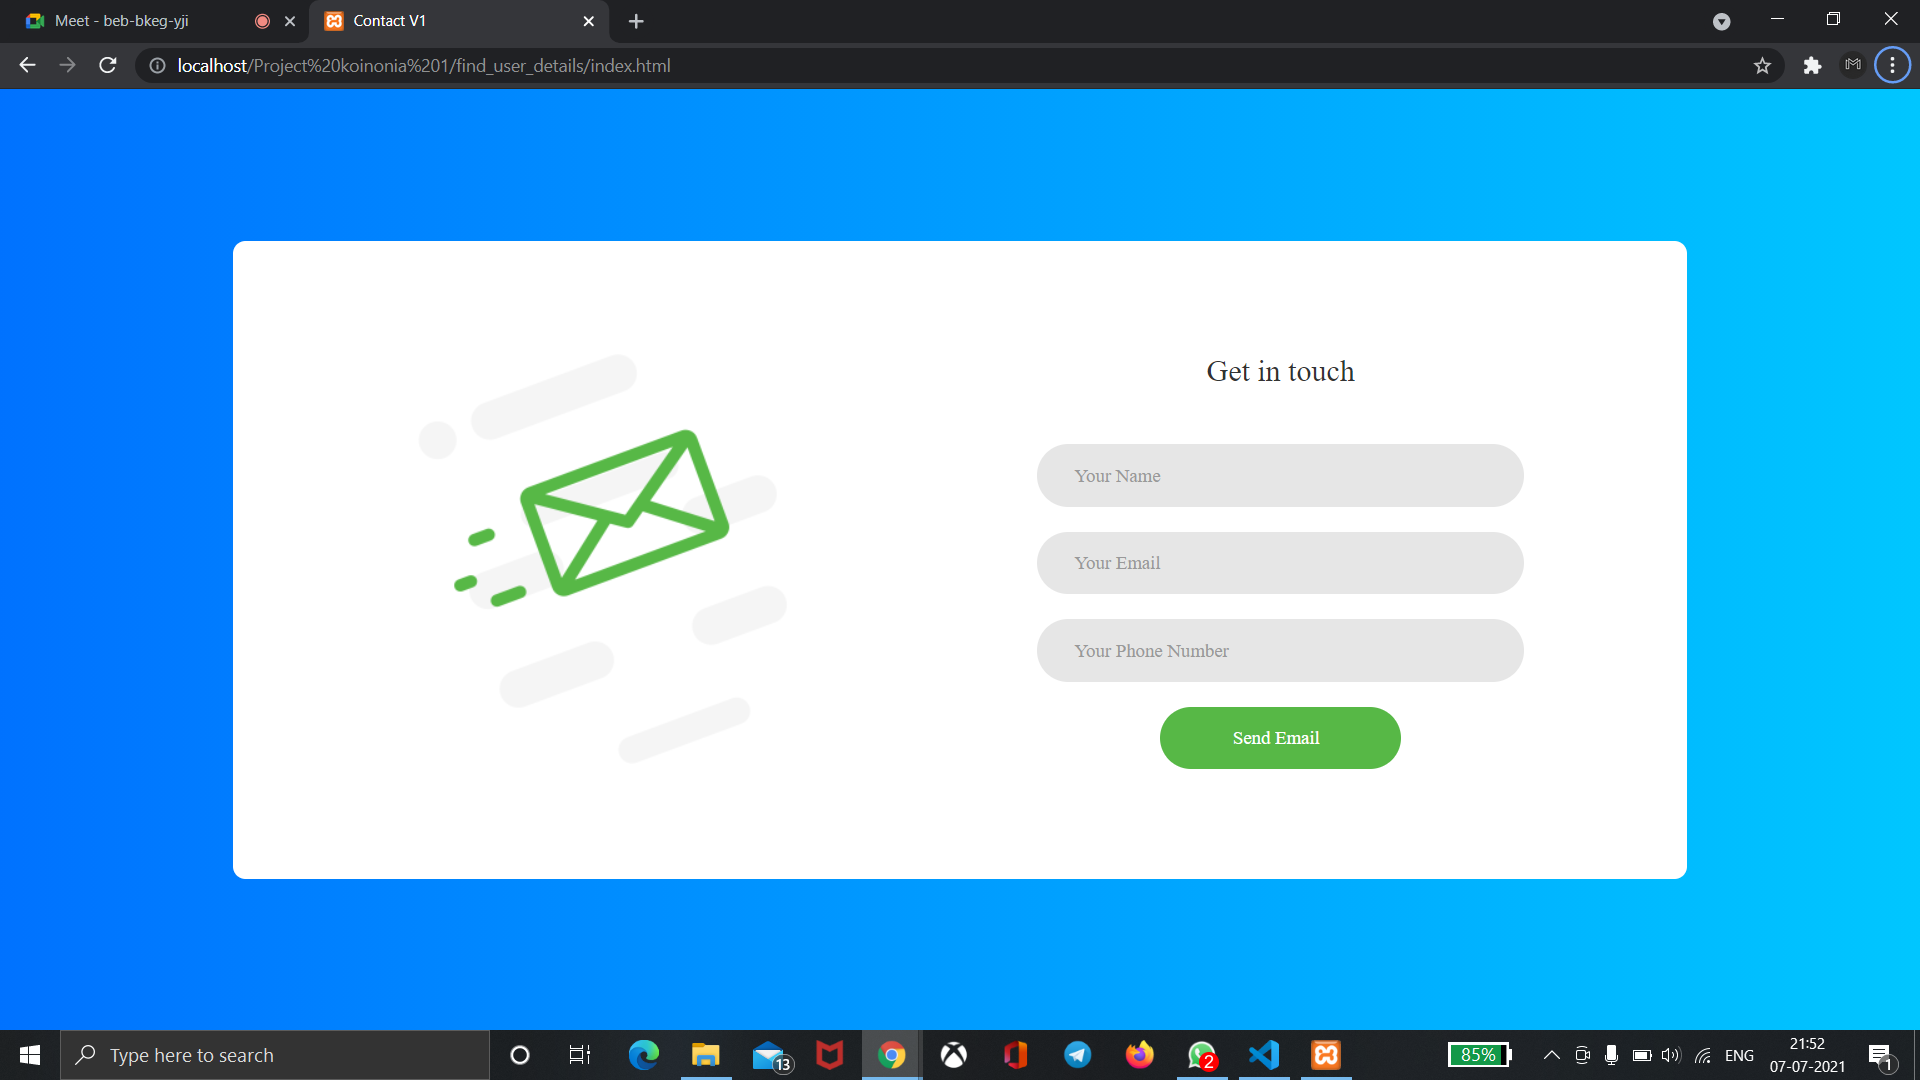 Meet - beb-bkeg-yji
Contact V1
localhost/Project%20koinonia%201/find_user_details/index.html
Get in touch
Your Name
Your Email
Your Phone Number
Send Email
Type here to search
13
2
85%
ENG
21:52
07-07-2021
1